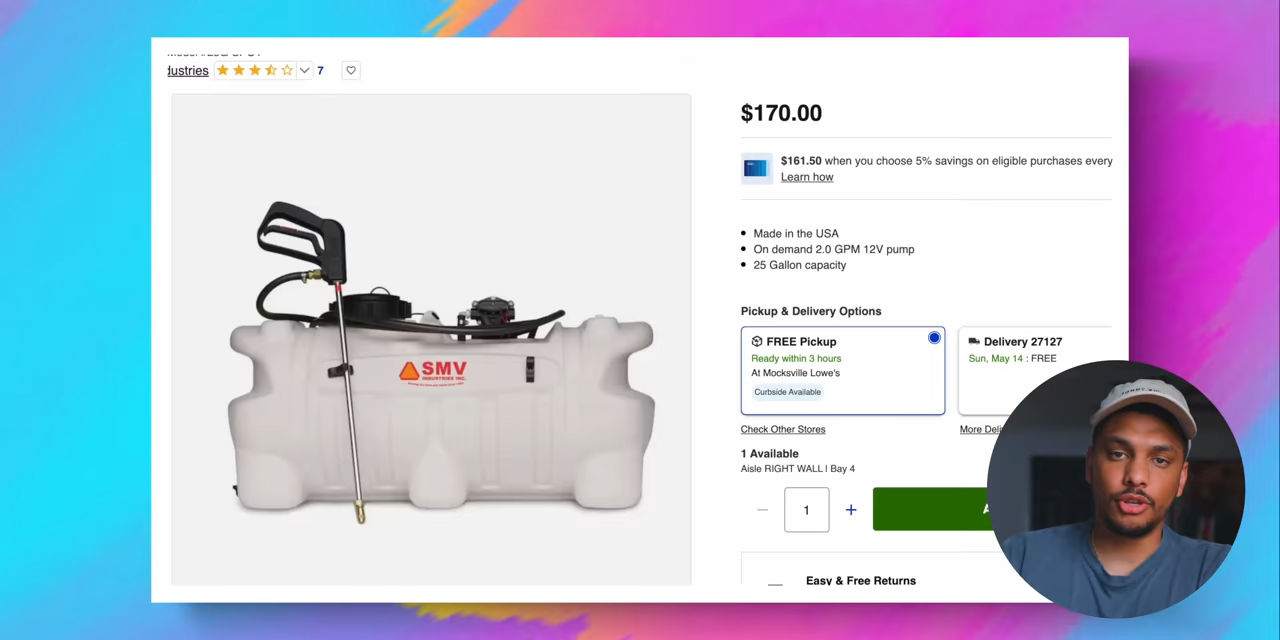 dustries 7
$170.00
$161.50 when you choose 5% savings on eligible purchases every
Learn how
Made in the USA
On demand 2.0 GPM 12V pump
25 Gallon capacity
SMV
INDUSTRIES INC.
Pickup & Delivery Options
FREE Pickup
Ready within 3 hours
At Mocksville Lowe's
Curbside Available
Delivery 27127
Sun, May 14 : FREE
Check Other Stores
More Deli
1 Available
Aisle RIGHT WALL | Bay 4
1
A
Easy & Free Returns